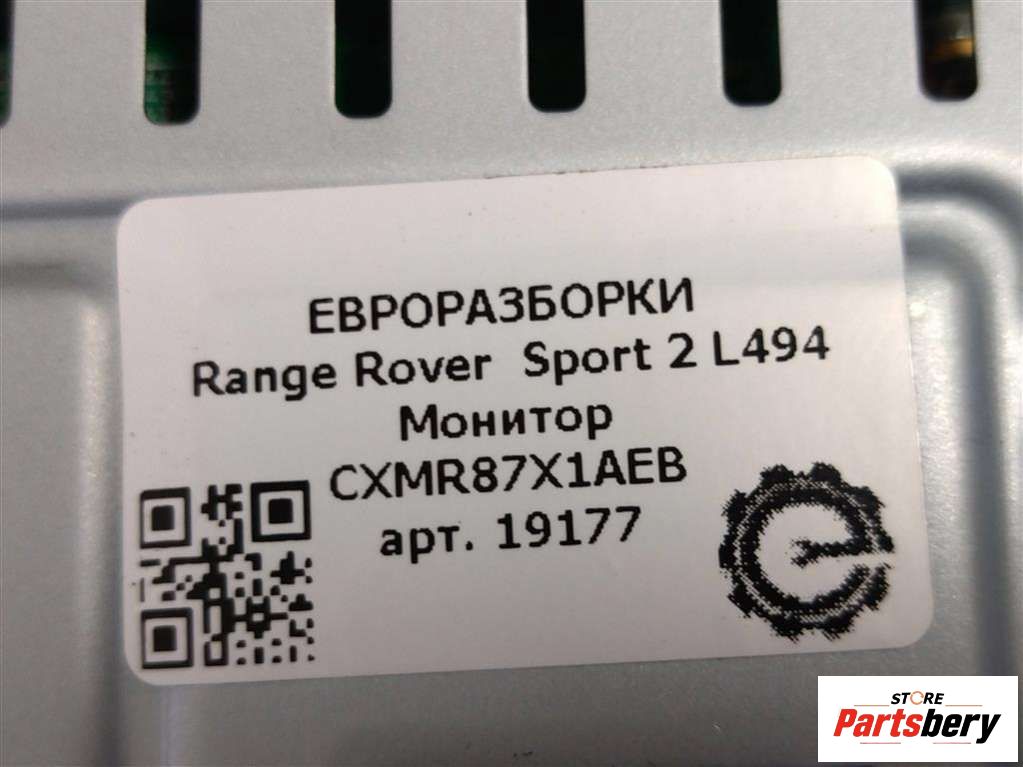 ЕВРОРАЗБОРКИ
Range Rover Sport 2 L494
Монитор
CXMR87X1AEB
арт. 19177
STORE
Partsbery